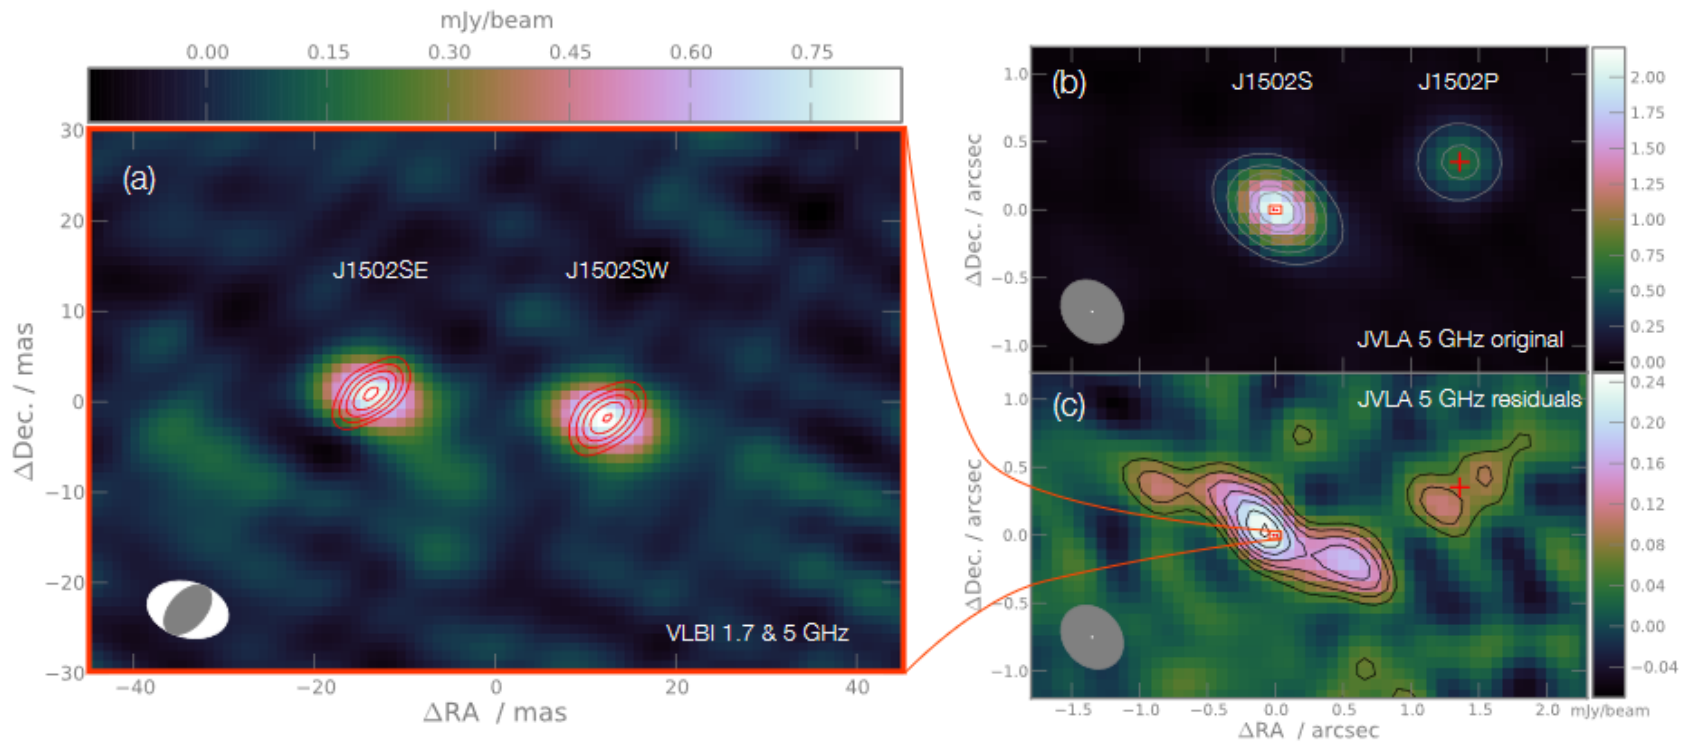 mJy/beam
0.00 0.15 0.30 0.45 0.60 0.75
(a)
30
20
10
0
−10
−20
−30
ΔDec. / mas
J1502SE J1502SW
VLBI 1.7 & 5 GHz
−40 −20 0 20 40
ΔRA / mas
(b)
J1502S J1502P
1.0
0.5
0.0
−0.5
−1.0
ΔDec. / arcsec
JVLA 5 GHz original
2.00
1.75
1.50
1.25
1.00
0.75
0.50
0.25
0.00
(c)
JVLA 5 GHz residuals
1.0
0.5
0.0
−0.5
−1.0
ΔDec. / arcsec
0.24
0.20
0.16
0.12
0.08
0.04
0.00
−0.04
−1.5 −1.0 −0.5 0.0 0.5 1.0 1.5 2.0 mJy/beam
ΔRA / arcsec